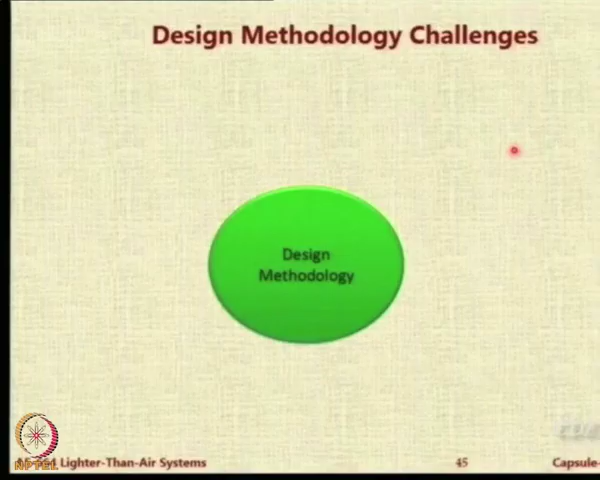 Design Methodology Challenges
Design
Methodology
NPTEL
Lighter-Than-Air Systems
45
Capsule-